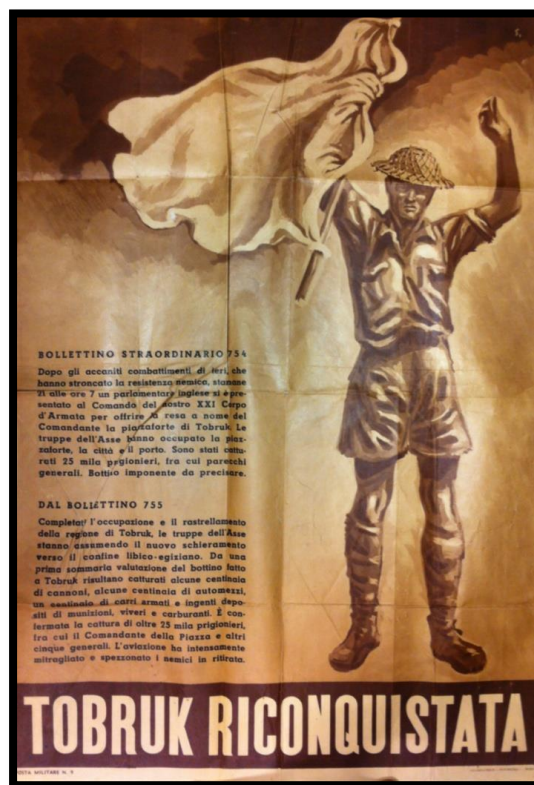 BOLLETTINO STRAORDINARIO 754
Dopo gli accaniti combattimenti di ieri, che
hanno stroncato la resistenza nemica, stamane
21 alle ore 7 un parlamentare inglese si è pre-
sentato al Comando del nostro XXI Corpo
d'Armata per offrire la resa a nome del
Comandante la piazzaforte di Tobruk. Le
truppe dell'Asse hanno occupato la piaz-
zaforte, la città e il porto. Sono stati cattu-
rati 25 mila prigionieri, fra cui parecchi
generali. Bottino imponente da precisare.
DAL BOLLETTINO 755
Completata l'occupazione e il rastrellamento
della regione di Tobruk, le truppe dell'Asse
stanno assumendo il nuovo schieramento
verso il confine libico-egiziano. Da una
prima sommaria valutazione del bottino fatto
a Tobruk risultano catturati alcune centinaia
di cannoni, alcune centinaia di automezzi,
un centinaio di carri armati e ingenti depo-
siti di munizioni, viveri e carburanti. È con-
fermata la cattura di oltre 25 mila prigionieri,
fra cui il Comandante della Piazza e altri
cinque generali. L'aviazione ha intensamente
mitragliato e spezzonato i nemici in ritirata.
TOBRUK RICONQUISTATA
POSTA MILITARE N. 9